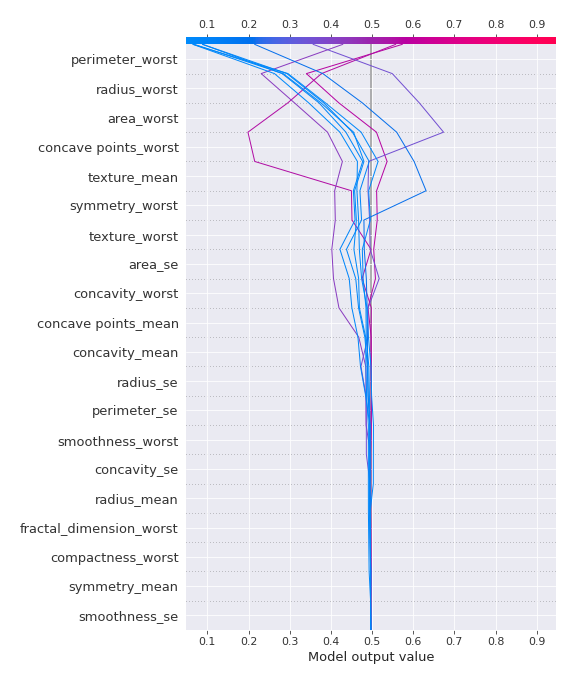 0.1 0.2 0.3 0.4 0.5 0.6 0.7 0.8 0.9
perimeter_worst
radius_worst
area_worst
concave points_worst
texture_mean
symmetry_worst
texture_worst
area_se
concavity_worst
concave points_mean
concavity_mean
radius_se
perimeter_se
smoothness_worst
concavity_se
radius_mean
fractal_dimension_worst
compactness_worst
symmetry_mean
smoothness_se
0.1 0.2 0.3 0.4 0.5 0.6 0.7 0.8 0.9
Model output value